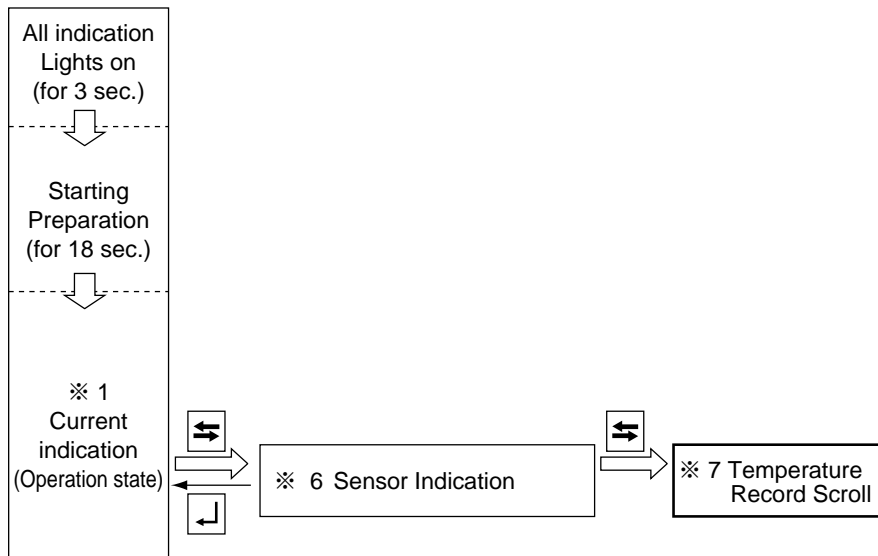 All indication
Lights on
(for 3 sec.)
Starting
Preparation
(for 18 sec.)
※ 1
Current
indication
(Operation state)
※ 6 Sensor Indication
※ 7 Temperature
Record Scroll